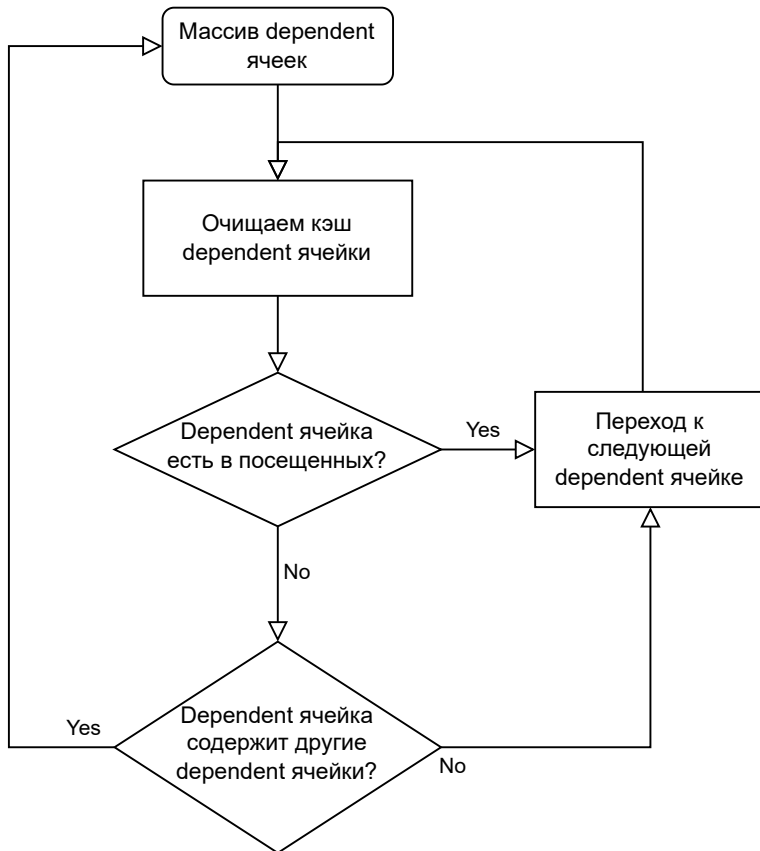 Массив dependent
ячеек
Очищаем кэш
dependent ячейки
Dependent ячейка
есть в посещенных?
Yes
Переход к
следующей
dependent ячейке
No
Dependent ячейка
содержит другие
dependent ячейки?
Yes
No